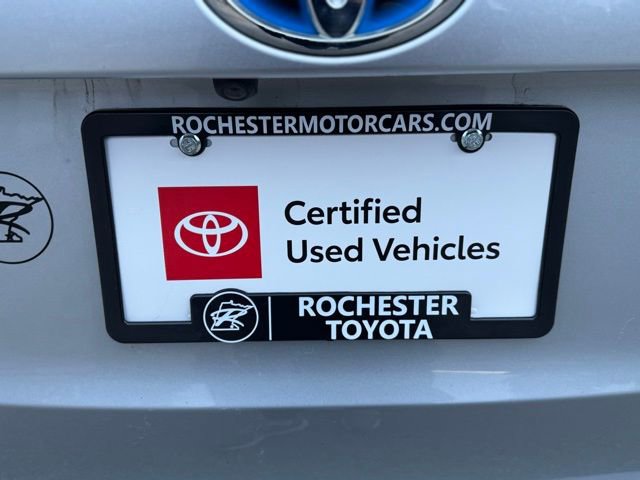 ROCHESTERMOTORCARS.COM
Certified
Used Vehicles
ROCHESTER
TOYOTA